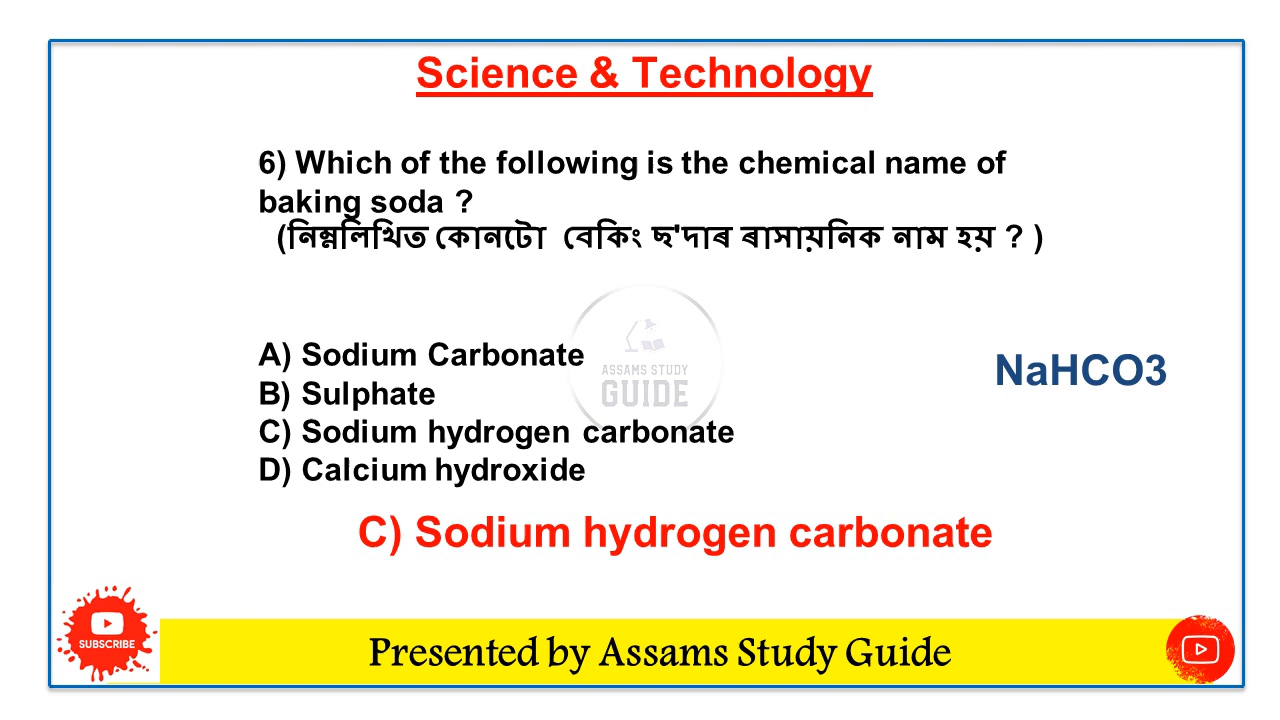 Science & Technology
6) Which of the following is the chemical name of
baking soda ?
(নিম্নলিখিত কোনটো বেকিং ছ'দাৰ ৰাসায়নিক নাম হয় ? )
A) Sodium Carbonate
B) Sulphate
C) Sodium hydrogen carbonate
D) Calcium hydroxide
NaHCO3
ASSAMS STUDY
GUIDE
C) Sodium hydrogen carbonate
SUBSCRIBE
Presented by Assams Study Guide